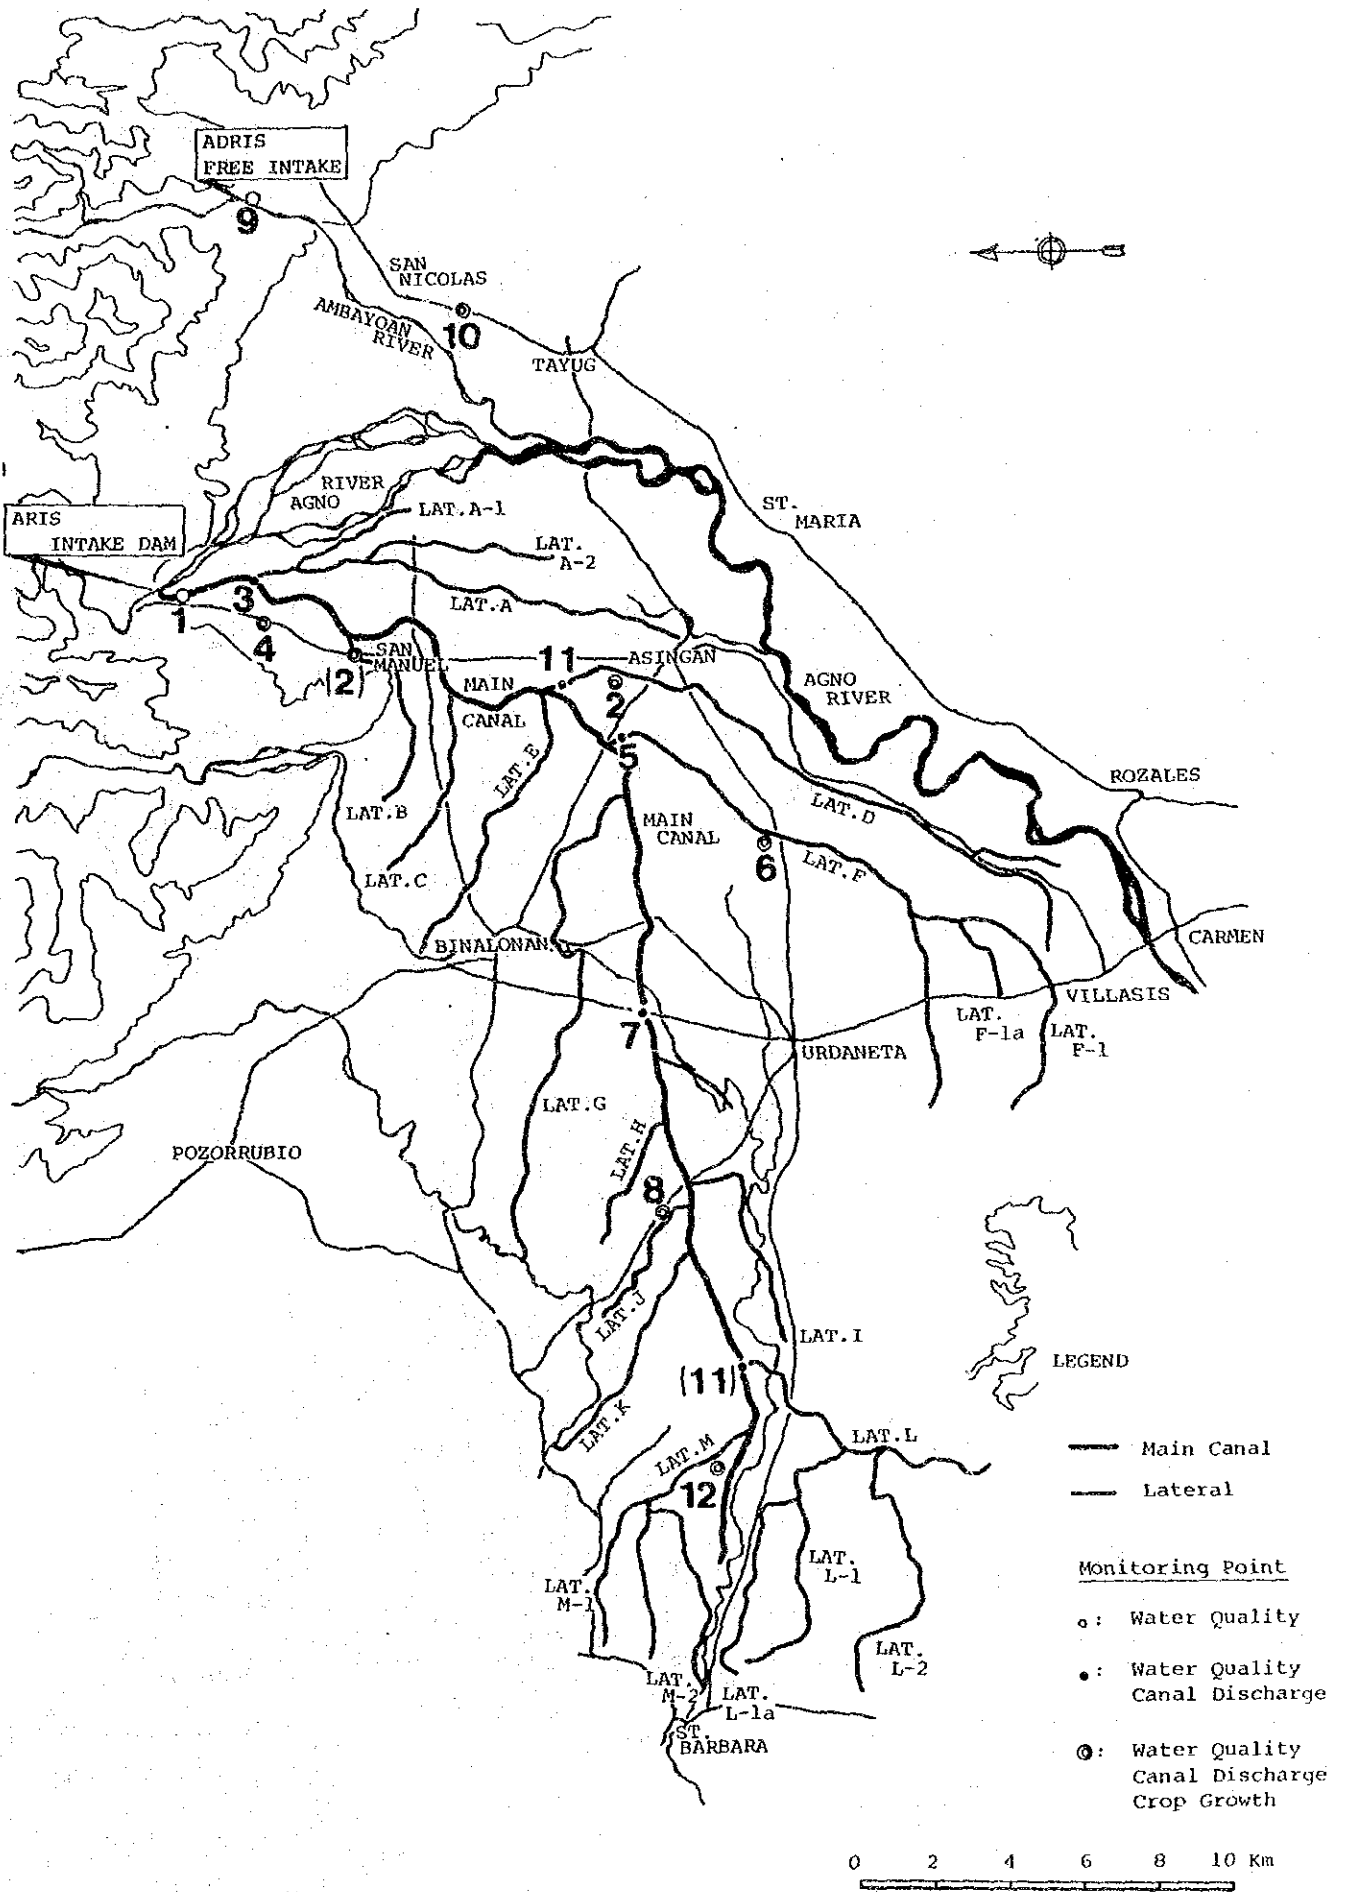 ADRIS
FREE INTAKE
9
SAN
NICOLAS
AMBAYOAN
RIVER
10
TAYUG
RIVER
AGNO
LAT.A-1
ST.
MARIA
ARIS
INTAKE DAM
LAT.
A-2
1
3
4
LAT.A
(2)
SAN
MANUEL
11
ASINGAN
2
MAIN
CANAL
AGNO
RIVER
5
LAT.E
ROZALES
LAT.B
MAIN
CANAL
LAT.D
6
LAT.F
LAT.C
BINALONAN
CARMEN
VILLASIS
7
LAT.
F-1a
LAT.
F-1
URDANETA
LAT.G
LAT.H
POZORRUBIO
8
LAT.J
LAT.I
LEGEND
(11)
LAT.K
LAT.M
LAT.L
Main Canal
12
Lateral
LAT.
L-1
Monitoring Point
LAT.
M-1
o: Water Quality
LAT.
L-2
●: Water Quality
Canal Discharge
LAT.
M-2
LAT.
L-1a
ST.
BARBARA
◎: Water Quality
Canal Discharge
Crop Growth
0 2 4 6 8 10 Km